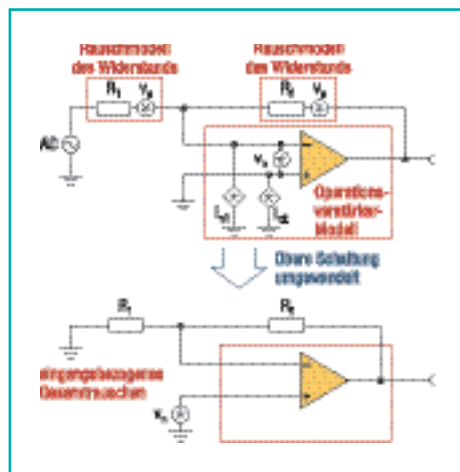 Rauschmodell Rauschmodell
des Widerstands des Widerstands
R₁ R₂
AC
Operations-
verstärker-
Modell
Obere Schaltung
umgewandelt
R₁ R₂
eingangsbezogenes
Gesamtrauschen